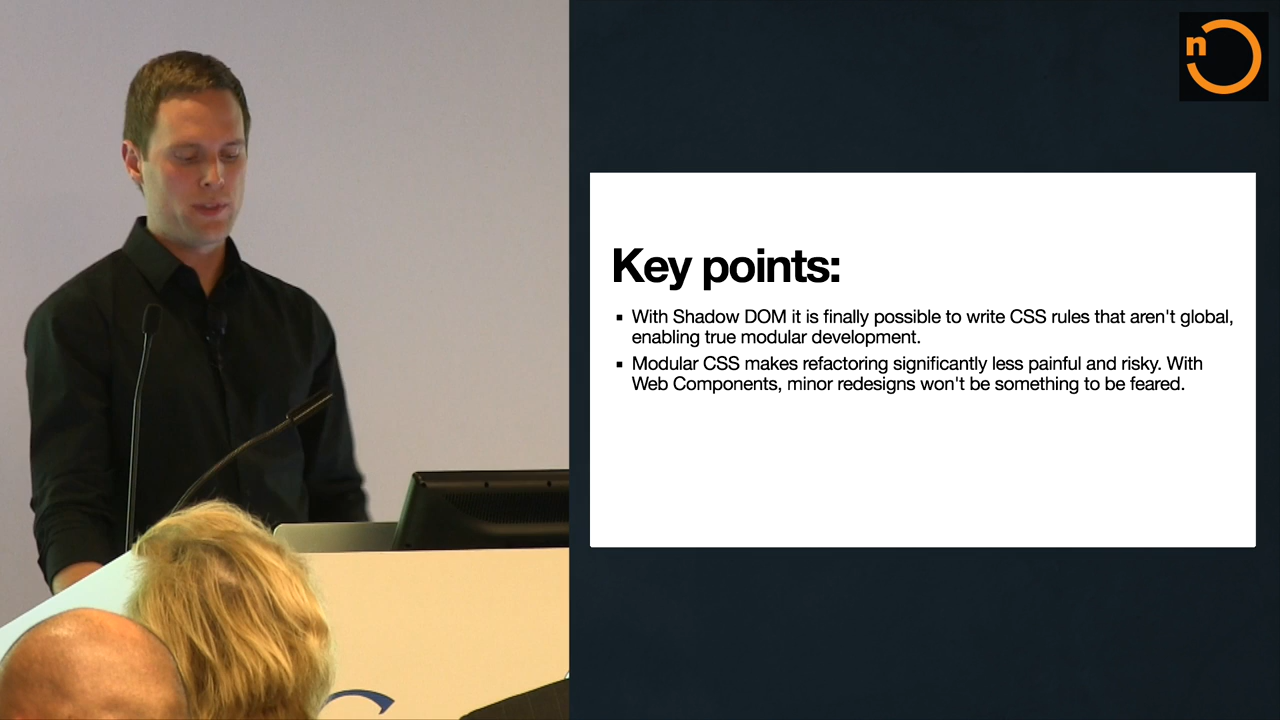 n
Key points:
▪ With Shadow DOM it is finally possible to write CSS rules that aren't global,
enabling true modular development.
▪ Modular CSS makes refactoring significantly less painful and risky. With
Web Components, minor redesigns won't be something to be feared.